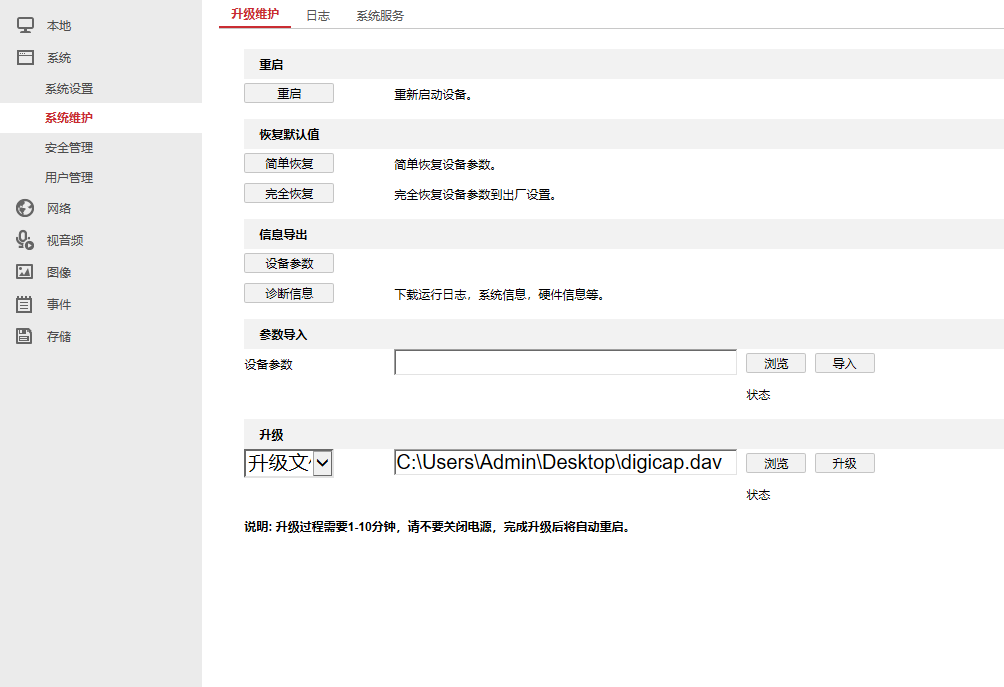 升级维护 日志 系统服务
本地
系统
系统设置
系统维护
安全管理
用户管理
网络
视音频
图像
事件
存储
重启
重启 重新启动设备。
恢复默认值
简单恢复 简单恢复设备参数。
完全恢复 完全恢复设备参数到出厂设置。
信息导出
设备参数
诊断信息 下载运行日志，系统信息，硬件信息等。
参数导入
设备参数 浏览 导入
状态
升级
升级文 C:\Users\Admin\Desktop\digicap.dav 浏览 升级
状态
说明: 升级过程需要1-10分钟，请不要关闭电源，完成升级后将自动重启。